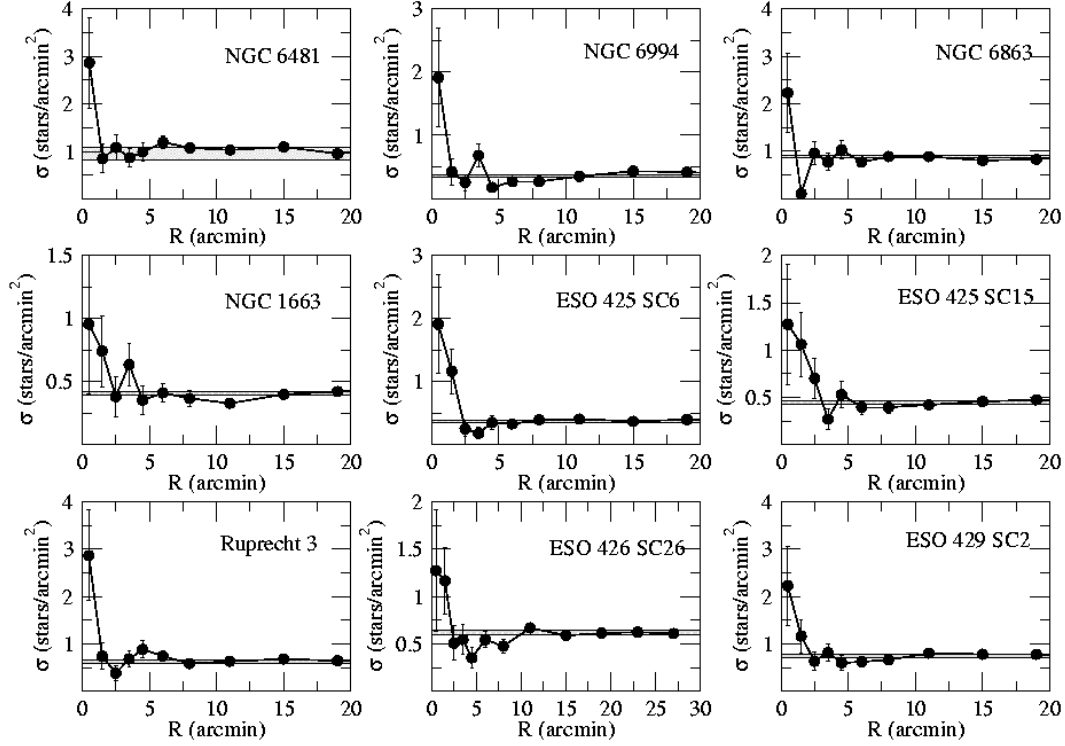 NGC 6481
σ (stars/arcmin²)
4
3
2
1
0 5 10 15 20
R (arcmin)
NGC 6994
σ (stars/arcmin²)
3
2
1
0
0 5 10 15 20
R (arcmin)
NGC 6863
σ (stars/arcmin²)
4
3
2
1
0
0 5 10 15 20
R (arcmin)
NGC 1663
σ (stars/arcmin²)
1.5
1
0.5
0 5 10 15 20
R (arcmin)
ESO 425 SC6
σ (stars/arcmin²)
3
2
1
0
0 5 10 15 20
R (arcmin)
ESO 425 SC15
σ (stars/arcmin²)
2
1.5
1
0.5
0
0 5 10 15 20
R (arcmin)
Ruprecht 3
σ (stars/arcmin²)
4
3
2
1
0 5 10 15 20
R (arcmin)
ESO 426 SC26
σ (stars/arcmin²)
2
1.5
1
0.5
0
0 5 10 15 20 25 30
R (arcmin)
ESO 429 SC2
σ (stars/arcmin²)
4
3
2
1
0
0 5 10 15 20
R (arcmin)